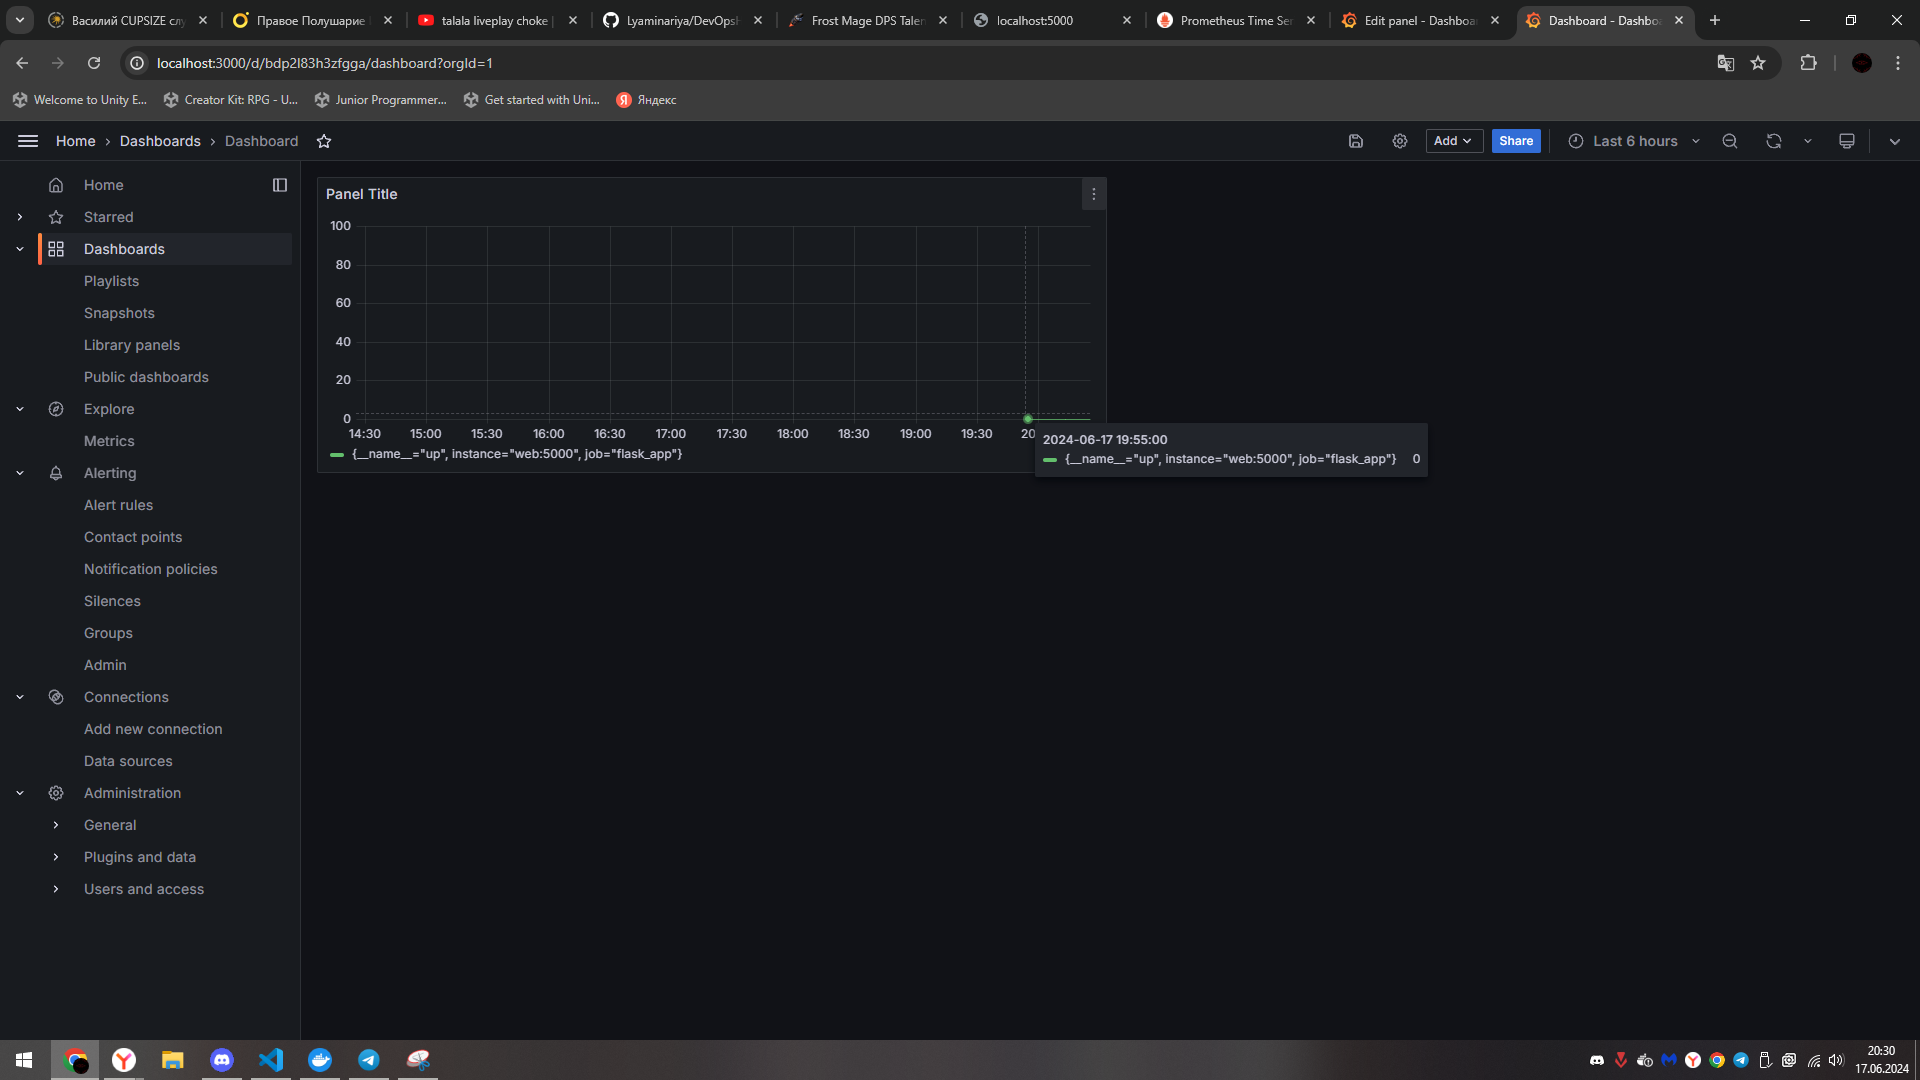 Василий CUPSIZE слу
Правое Полушарие
talala liveplay choke |
Lyaminariya/DevOps
Frost Mage DPS Talen
localhost:5000
Prometheus Time Ser
Edit panel - Dashboa
Dashboard - Dashbo
localhost:3000/d/bdp2l83h3zfgga/dashboard?orgId=1
Welcome to Unity E...
Creator Kit: RPG - U...
Junior Programmer...
Get started with Uni...
Я
Яндекс
Home › Dashboards › Dashboard
Add
Share
Last 6 hours
Home
Starred
Dashboards
Playlists
Snapshots
Library panels
Public dashboards
Explore
Metrics
Alerting
Alert rules
Contact points
Notification policies
Silences
Groups
Admin
Connections
Add new connection
Data sources
Administration
General
Plugins and data
Users and access
Panel Title
100
80
60
40
20
0
14:30 15:00 15:30 16:00 16:30 17:00 17:30 18:00 18:30 19:00 19:30 20
{__name__="up", instance="web:5000", job="flask_app"}
2024-06-17 19:55:00
{__name__="up", instance="web:5000", job="flask_app"} 0
20:30
17.06.2024